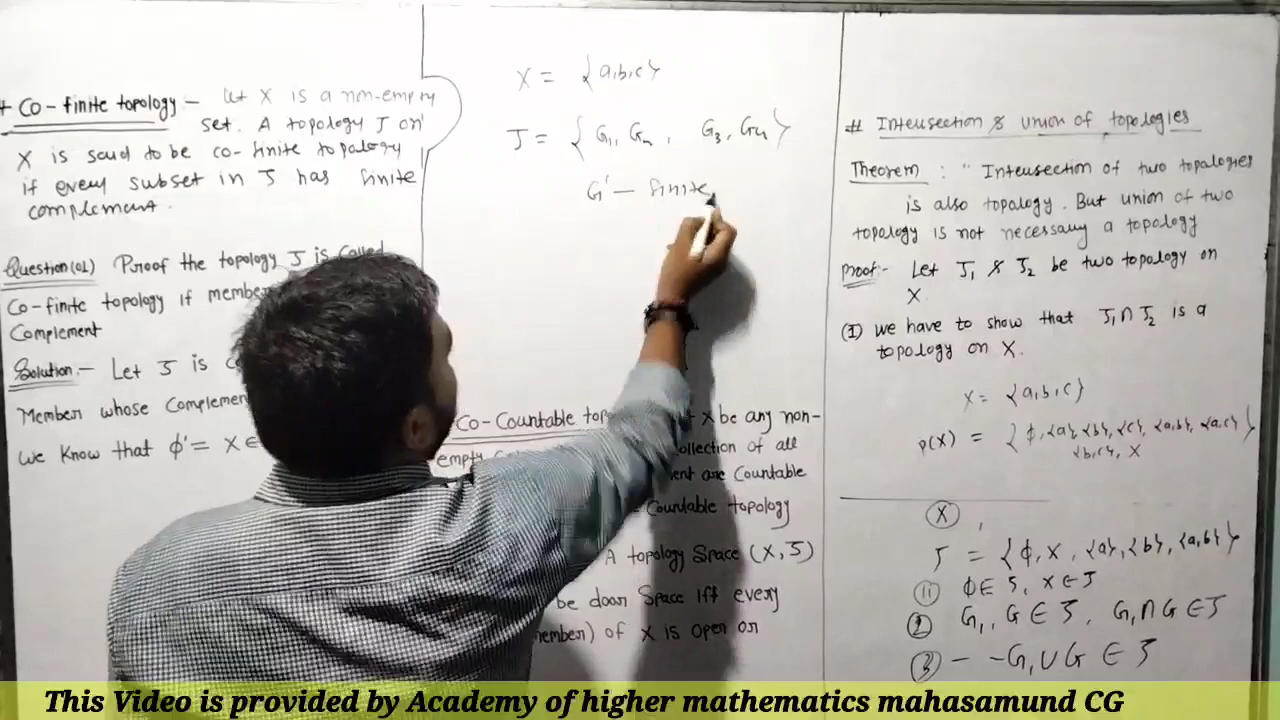 + Co-finite topology :- Let X is a non-empty
set. A topology J on
X is said to be co-finite topology
if every subset in J has finite
complement.
Question(01) Proof the topology J is called
Co-finite topology if member
Complement
Solution:- Let J is
Member whose Complemen
we know that ϕ' = X ∈
X = {a,b,c}
J = { G1, G2, G3, G4 }
G' - finite
Co-Countable top X be any non-
empty ollection of all
ent are Countable
Countable topology
A topology Space (X, J)
be door Space iff every
member) of X is open or
# Intersection & union of topologies
Theorem : " Intersection of two topologies
is also topology. But union of two
topology is not necessary a topology
Proof:- Let J1 & J2 be two topology on
X.
(I) we have to show that J1 ∩ J2 is a
topology on X.
X = {a,b,c}
P(X) = { ϕ, {a}, {b}, {c}, {a,b}, {a,c}
{b,c}, X }
(X) ,
J = { ϕ, X, {a}, {b}, {a,b} }
(11) ϕ ∈ J, X ∈ J
(2) G1, G ∈ J, G1 ∩ G ∈ J
(3) - - G1 ∪ G ∈ J
This Video is provided by Academy of higher mathematics mahasamund CG